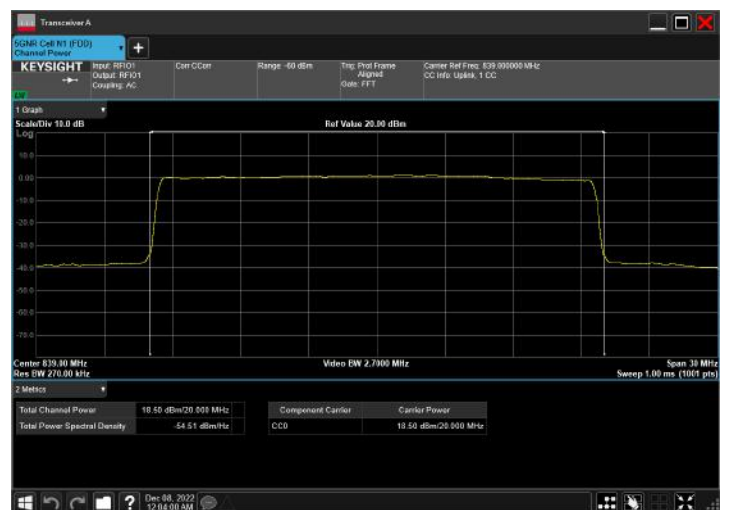 Transceiver A
5GNR Cell N1 (FDD)
Channel Power
KEYSIGHT
Input: RFIO1
Output: RFIO1
Coupling: AC
Corr CCorr
Range: -60 dBm
Trig: Prot Frame
Aligned
Gate: FFT
Carrier Ref Freq: 839.000000 MHz
CC Info: Uplink, 1 CC
1 Graph
Scale/Div 10.0 dB
Ref Value 20.00 dBm
Log
10.0
0.00
-10.0
-20.0
-30.0
-40.0
-50.0
-60.0
-70.0
Center 839.00 MHz
Video BW 2.7000 MHz
Span 30 MHz
Res BW 270.00 kHz
Sweep 1.00 ms (1001 pts)
2 Metrics
Total Channel Power
18.50 dBm/20.000 MHz
Total Power Spectral Density
-54.51 dBm/Hz
Component Carrier
Carrier Power
CC0
18.50 dBm/20.000 MHz
?
Dec 08, 2022
12:04:00 AM